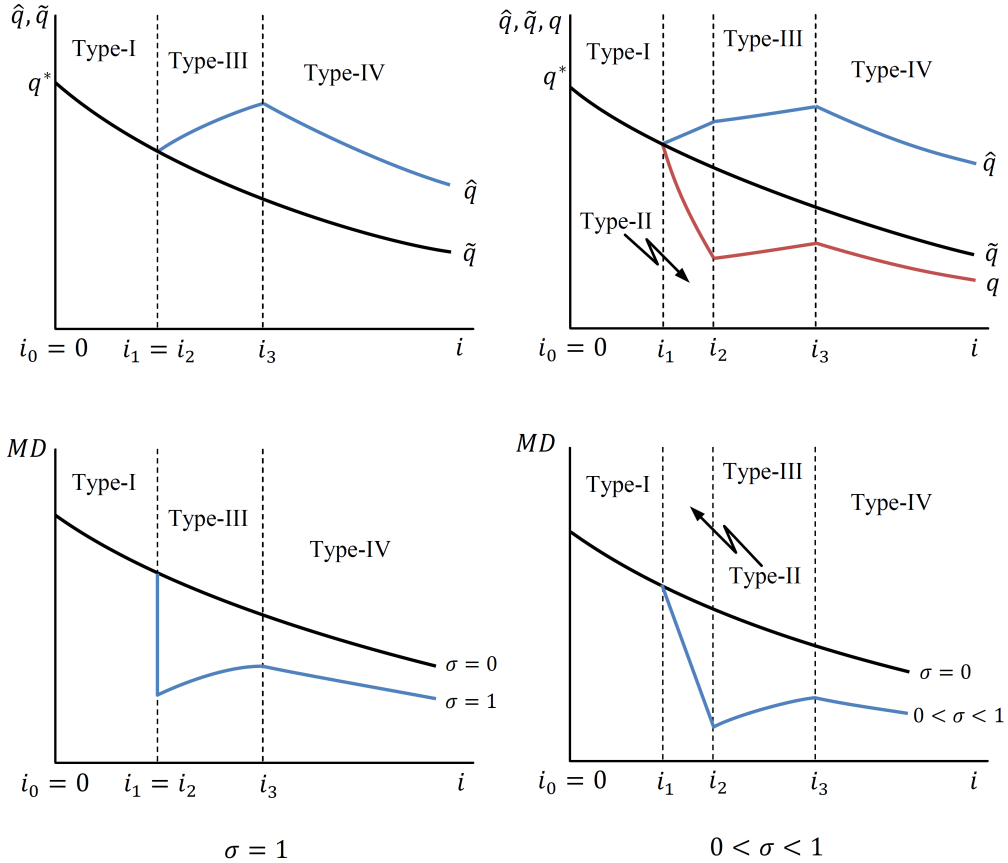 q̂, q̃
Type-I
Type-III
Type-IV
q*
q̂
q̃
i₀ = 0
i₁ = i₂
i₃
i
q̂, q̃, q
Type-I
Type-III
Type-IV
q*
q̂
Type-II
q̃
q
i₀ = 0
i₁
i₂
i₃
i
MD
Type-I
Type-III
Type-IV
σ = 0
σ = 1
i₀ = 0
i₁ = i₂
i₃
i
σ = 1
MD
Type-I
Type-III
Type-IV
Type-II
σ = 0
0 < σ < 1
i₀ = 0
i₁
i₂
i₃
i
0 < σ < 1